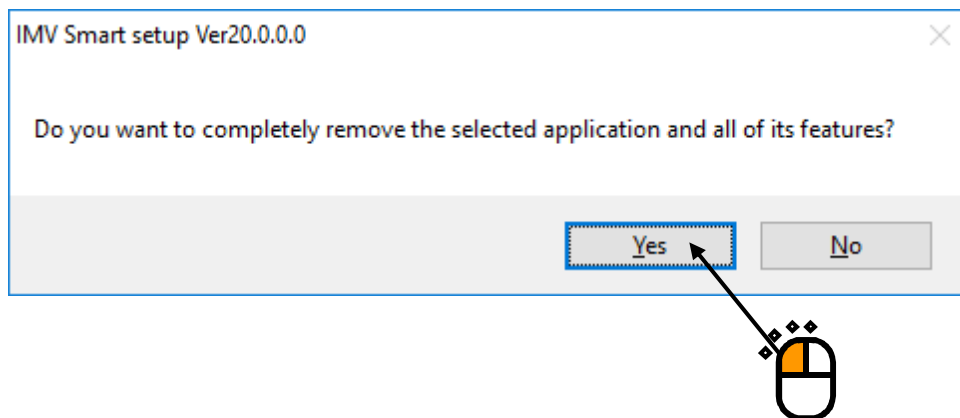 IMV Smart setup Ver20.0.0.0
Do you want to completely remove the selected application and all of its features?
Yes
No